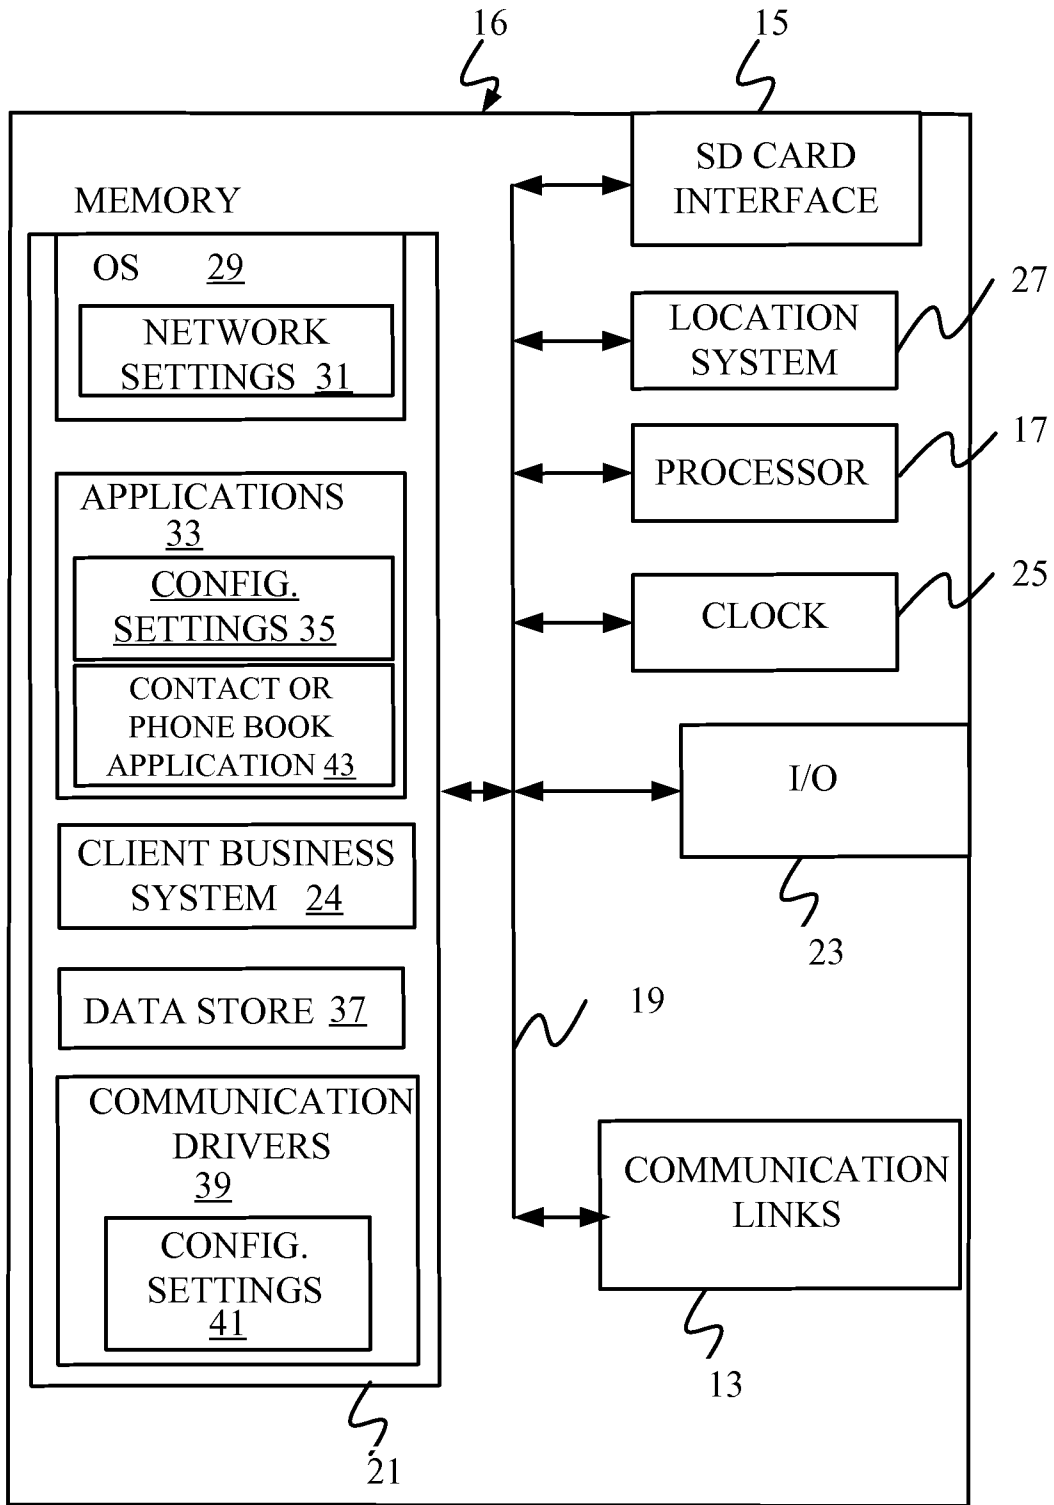 16
15
SD CARD
INTERFACE
MEMORY
OS 29
NETWORK
SETTINGS 31
27
LOCATION
SYSTEM
17
PROCESSOR
APPLICATIONS
33
CONFIG.
SETTINGS 35
CONTACT OR
PHONE BOOK
APPLICATION 43
25
CLOCK
I/O
23
CLIENT BUSINESS
SYSTEM 24
DATA STORE 37
19
COMMUNICATION
DRIVERS
39
CONFIG.
SETTINGS
41
COMMUNICATION
LINKS
13
21